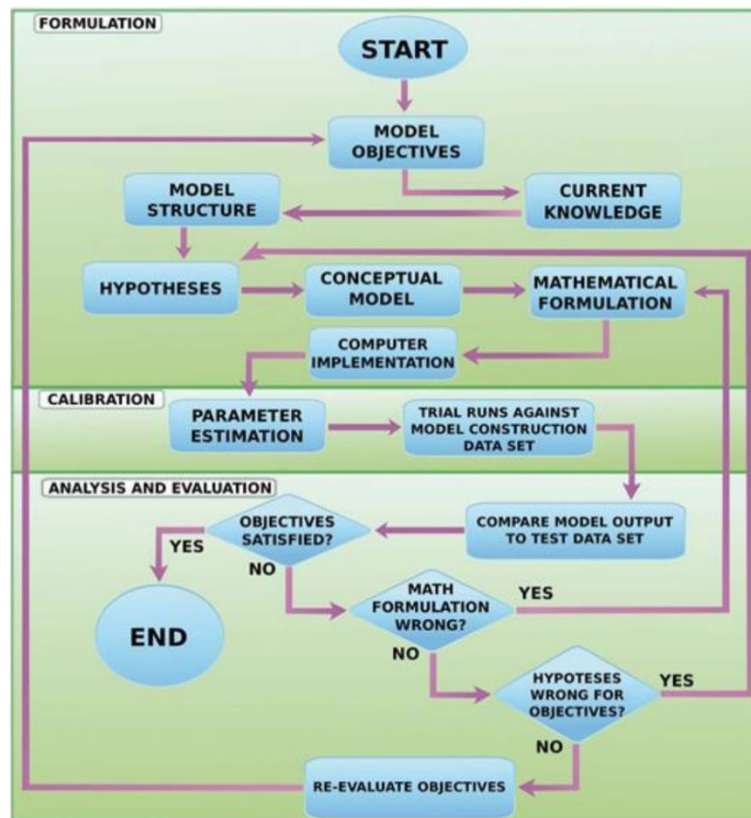 FORMULATION
START
MODEL
OBJECTIVES
CURRENT
KNOWLEDGE
MODEL
STRUCTURE
HYPOTHESES
CONCEPTUAL
MODEL
MATHEMATICAL
FORMULATION
COMPUTER
IMPLEMENTATION
CALIBRATION
PARAMETER
ESTIMATION
TRIAL RUNS AGAINST
MODEL CONSTRUCTION
DATA SET
ANALYSIS AND EVALUATION
COMPARE MODEL OUTPUT
TO TEST DATA SET
OBJECTIVES
SATISFIED?
YES
NO
END
MATH
FORMULATION
WRONG?
YES
NO
HYPOTESES
WRONG FOR
OBJECTIVES?
YES
NO
RE-EVALUATE OBJECTIVES